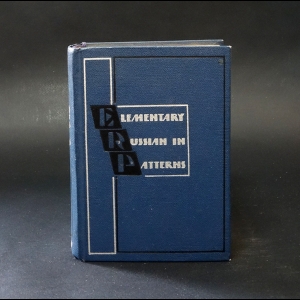 ELEMENTARY
RUSSIAN IN
PATTERNS